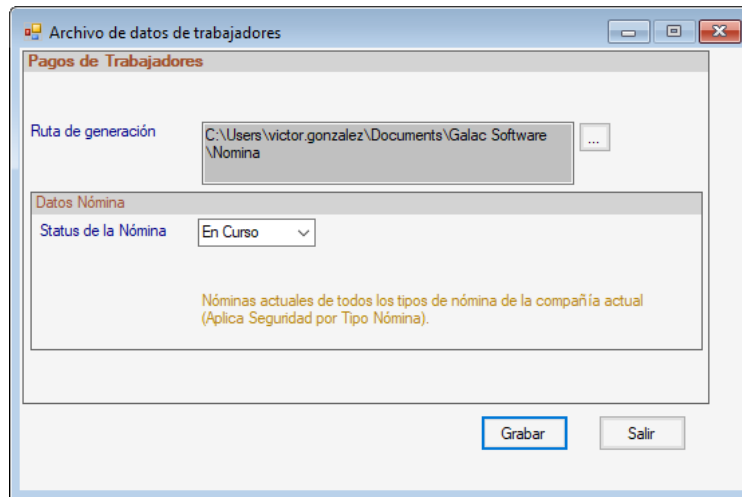 Archivo de datos de trabajadores
Pagos de Trabajadores
Ruta de generación
C:\Users\victor.gonzalez\Documents\Galac Software
\Nomina
...
Datos Nómina
Status de la Nómina
En Curso
Nóminas actuales de todos los tipos de nómina de la compañía actual
(Aplica Seguridad por Tipo Nómina).
Grabar
Salir